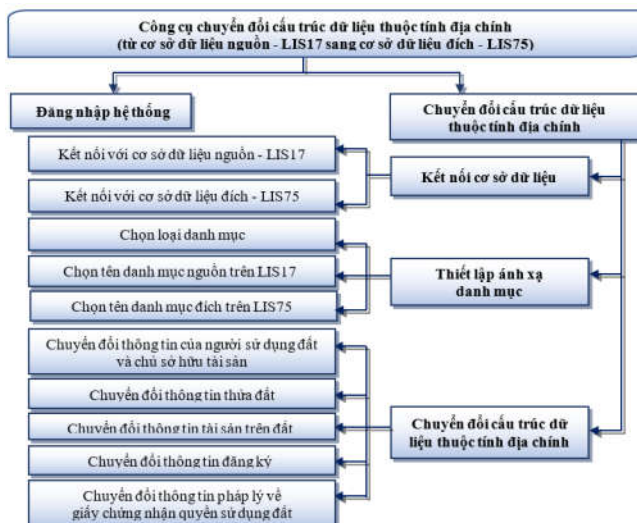 Công cụ chuyển đổi cấu trúc dữ liệu thuộc tính địa chính
(từ cơ sở dữ liệu nguồn - LIS17 sang cơ sở dữ liệu đích - LIS75)
Đăng nhập hệ thống
Chuyển đổi cấu trúc dữ liệu
thuộc tính địa chính
Kết nối với cơ sở dữ liệu nguồn - LIS17
Kết nối với cơ sở dữ liệu đích - LIS75
Kết nối cơ sở dữ liệu
Chọn loại danh mục
Chọn tên danh mục nguồn trên LIS17
Chọn tên danh mục đích trên LIS75
Thiết lập ánh xạ
danh mục
Chuyển đổi thông tin của người sử dụng đất
và chủ sở hữu tài sản
Chuyển đổi thông tin thửa đất
Chuyển đổi thông tin tài sản trên đất
Chuyển đổi thông tin đăng ký
Chuyển đổi thông tin pháp lý về
giấy chứng nhận quyền sử dụng đất
Chuyển đổi cấu trúc dữ
liệu thuộc tính địa chính